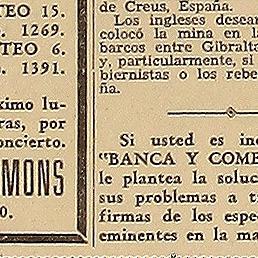 TEO 15.
. 1269.
TEO 6.
. 1391.
ximo lu-
ras, por
oncierto.
MONS
0.
de Creus, España.
Los ingleses desear
colocó la mina en la
barcos entre Gibralta
y, particularmente, si
biernistas o los rebe
ña.
Si usted es ind
"BANCA Y COME
le plantea la soluc
sus problemas a t
firmas de los espe
eminentes en la ma